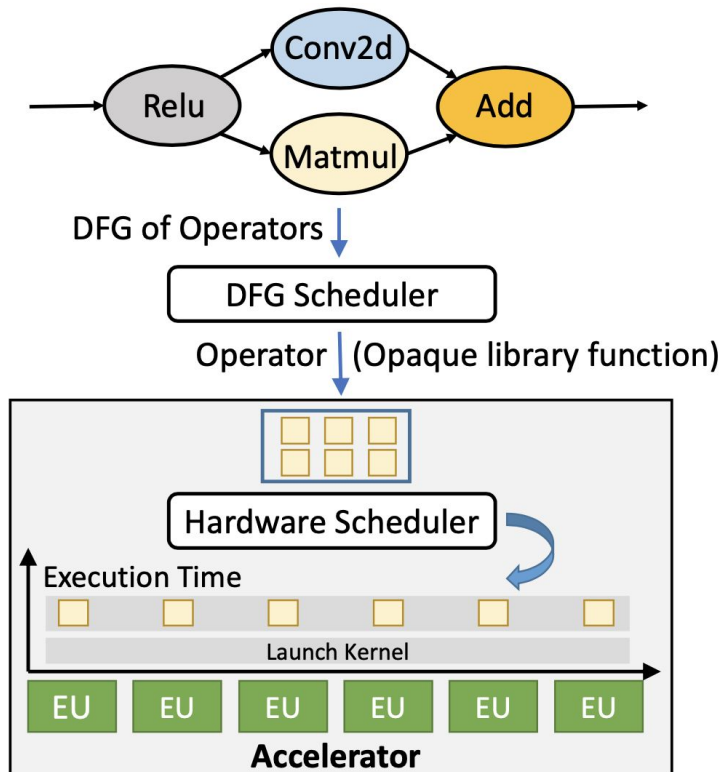 Conv2d
Relu
Add
Matmul
DFG of Operators
DFG Scheduler
Operator (Opaque library function)
Hardware Scheduler
Execution Time
Launch Kernel
EU EU EU EU EU EU
Accelerator